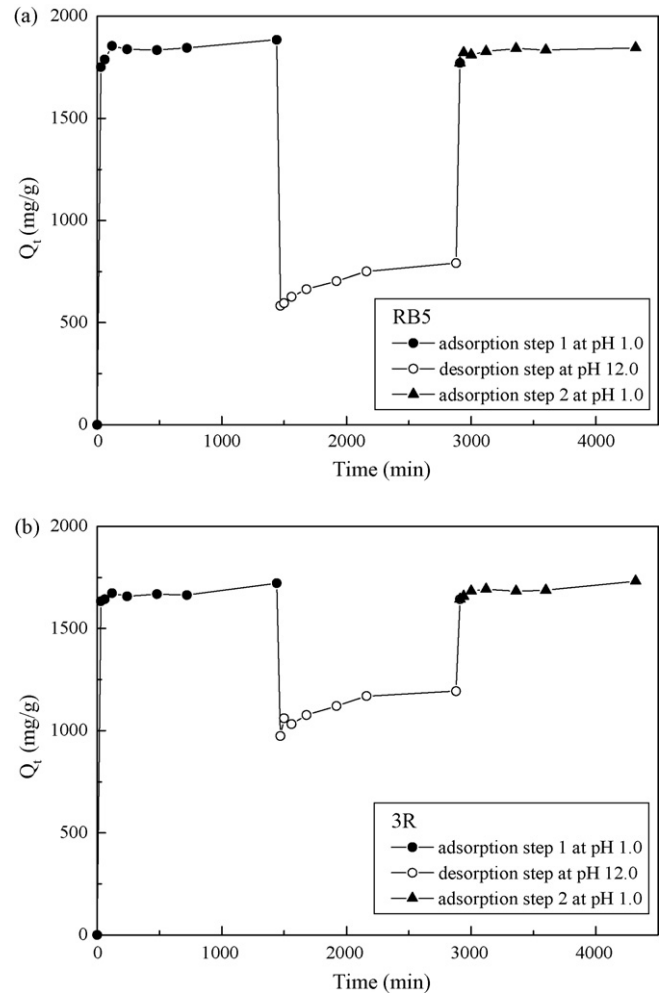 (a)
2000
1500
1000
500
0
Qt (mg/g)
RB5
adsorption step 1 at pH 1.0
desorption step at pH 12.0
adsorption step 2 at pH 1.0
0 1000 2000 3000 4000
Time (min)
(b)
2000
1500
1000
500
0
Qt (mg/g)
3R
adsorption step 1 at pH 1.0
desorption step at pH 12.0
adsorption step 2 at pH 1.0
0 1000 2000 3000 4000
Time (min)